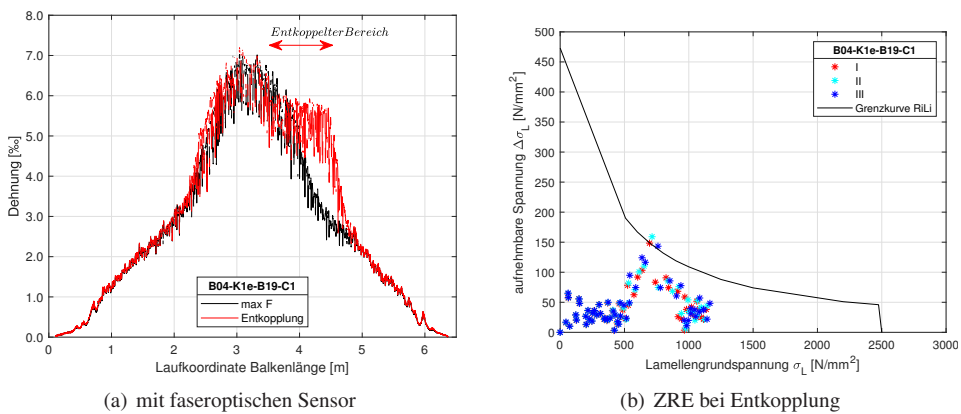 EntkoppelterBereich
8.0
7.0
6.0
5.0
4.0
3.0
2.0
1.0
0.0
Dehnung [‰]
B04-K1e-B19-C1
max F
Entkopplung
0 1 2 3 4 5 6
Laufkoordinate Balkenlänge [m]
(a) mit faseroptischen Sensor
500
450
400
350
300
250
200
150
100
50
0
aufnehmbare Spannung Δσ_L [N/mm²]
B04-K1e-B19-C1
I
II
III
Grenzkurve RiLi
0 500 1000 1500 2000 2500 3000
Lamellengrundspannung σ_L [N/mm²]
(b) ZRE bei Entkopplung